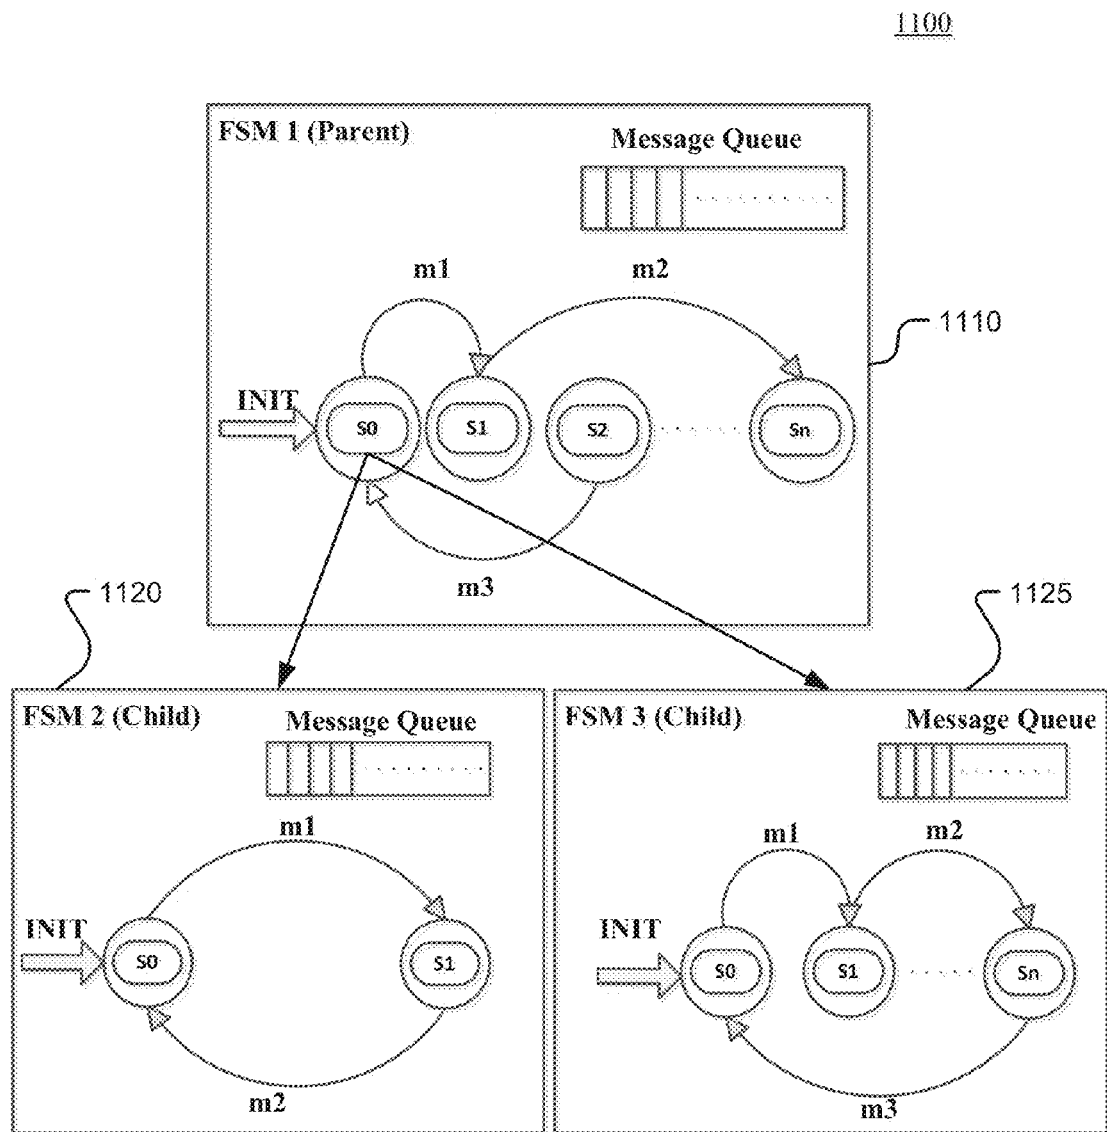 1100
FSM 1 (Parent)
Message Queue
m1
m2
1110
INIT
S0
S1
S2
Sn
m3
1120
1125
FSM 2 (Child)
Message Queue
m1
INIT
S0
S1
m2
FSM 3 (Child)
Message Queue
m1
m2
INIT
S0
S1
Sn
m3